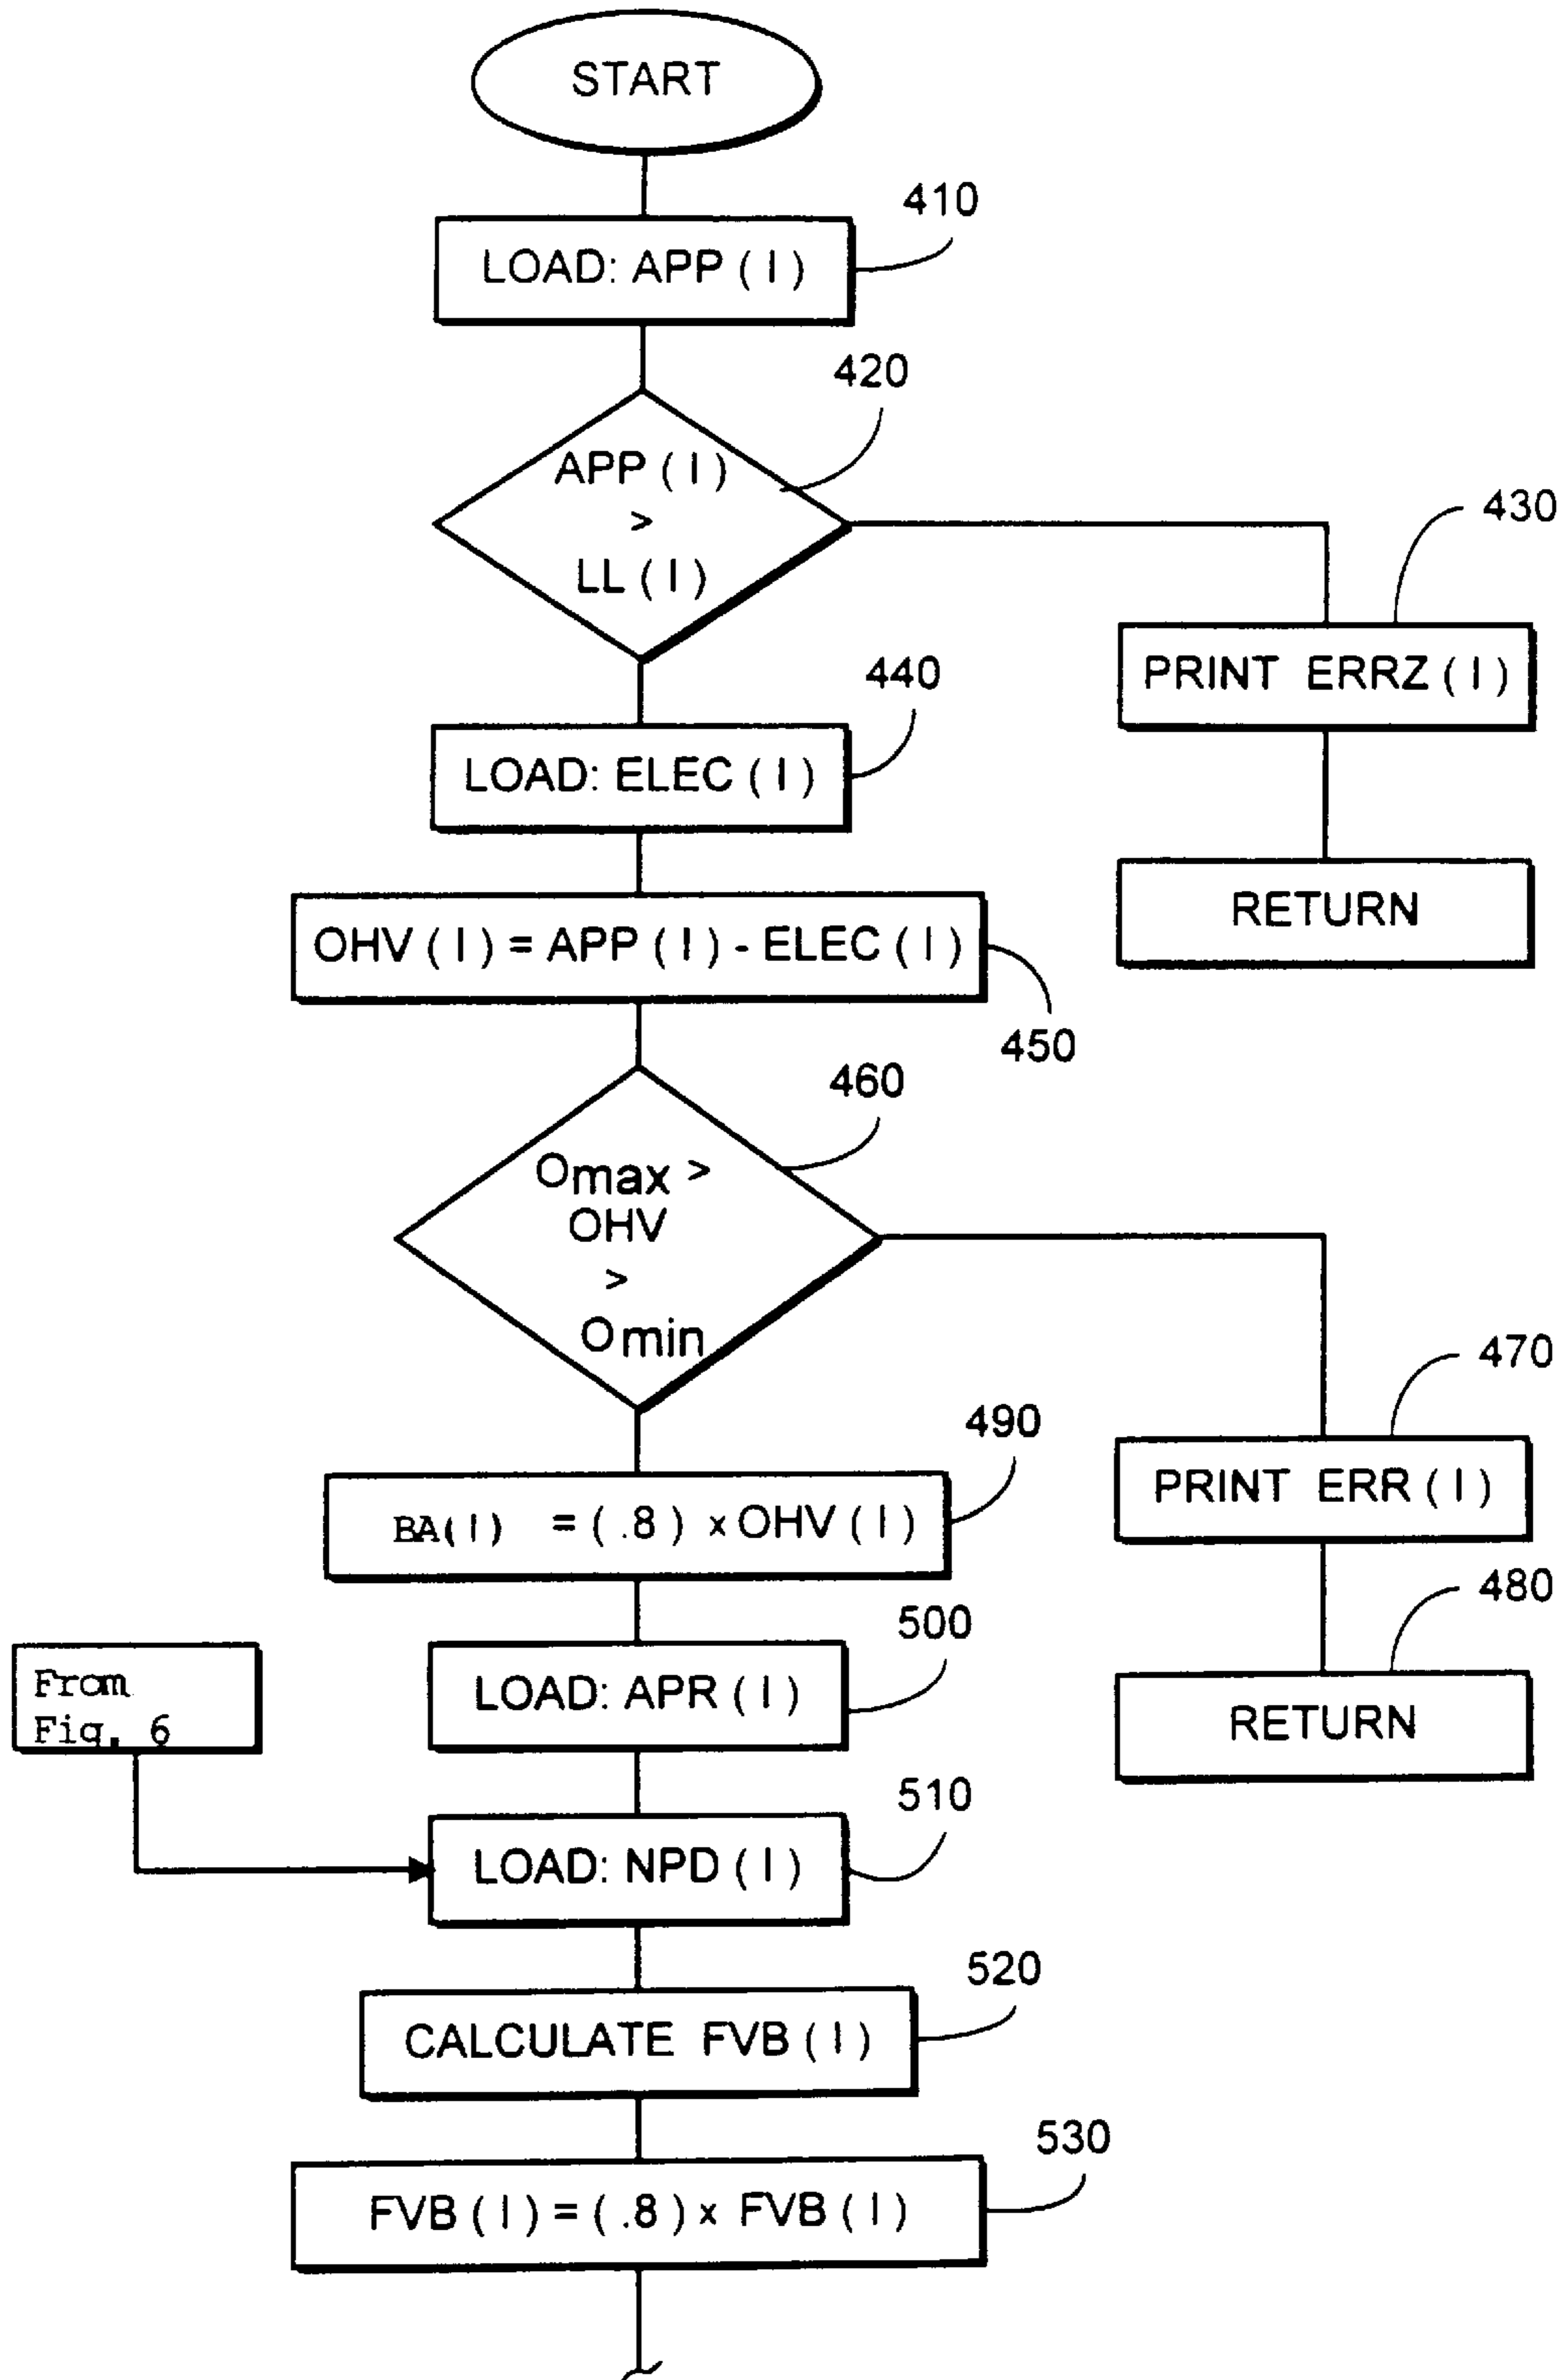 START
410
LOAD: APP ( I )
420
APP ( I )
>
LL ( I )
430
PRINT ERRZ ( I )
440
LOAD: ELEC ( I )
RETURN
OHV ( I ) = APP ( I ) - ELEC ( I )
450
460
Omax >
OHV
>
Omin
470
490
PRINT ERR ( I )
BA( I ) = ( .8 ) x OHV ( I )
480
500
From
Fig. 6
LOAD: APR ( I )
RETURN
510
LOAD: NPD ( I )
520
CALCULATE FVB ( I )
530
FVB ( I ) = ( .8 ) x FVB ( I )